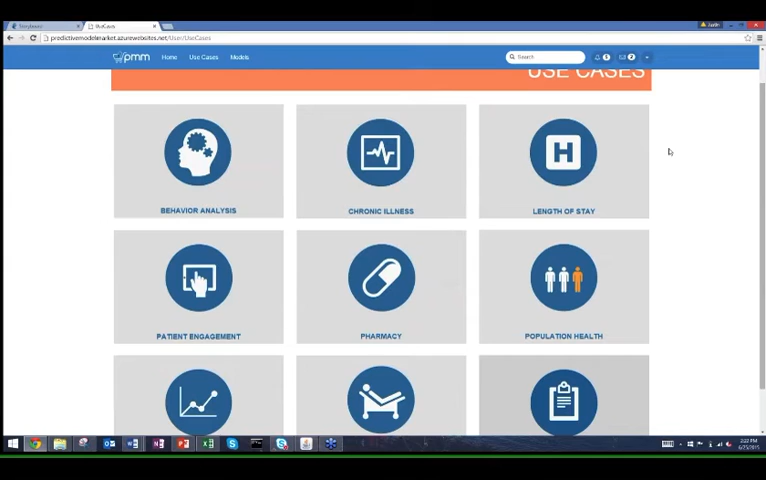 UseCases
predictivemodelmarket.azurewebsites.net/User/UseCases
pmm Home Use Cases Models Search
USE CASES
BEHAVIOR ANALYSIS CHRONIC ILLNESS LENGTH OF STAY
H
PATIENT ENGAGEMENT PHARMACY POPULATION HEALTH